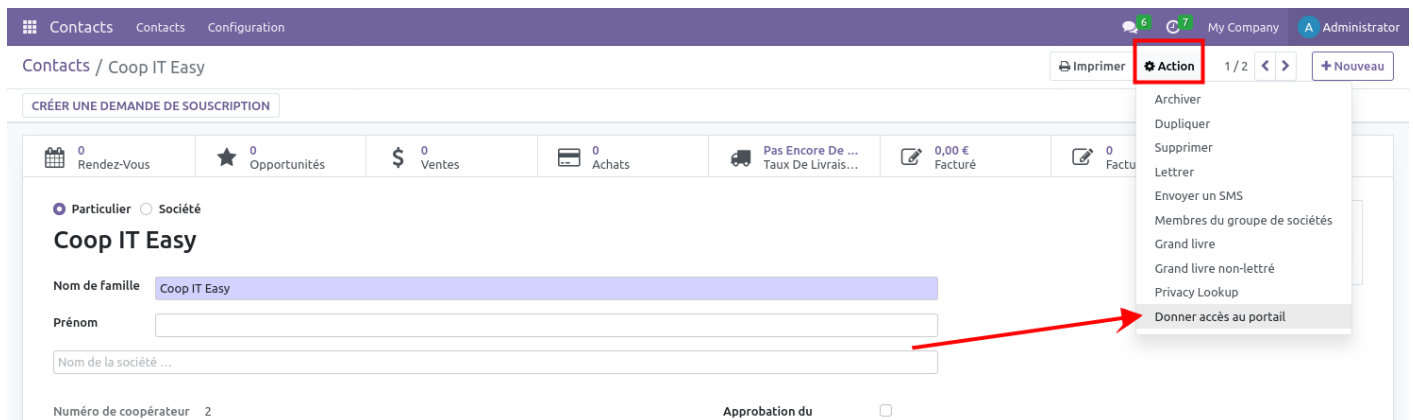 Contacts Contacts Configuration 6 7 My Company A Administrator
Contacts / Coop IT Easy Imprimer Action 1 / 2 Nouveau
CRÉER UNE DEMANDE DE SOUSCRIPTION
Archiver
Dupliquer
Supprimer
Lettrer
Envoyer un SMS
Membres du groupe de sociétés
Grand livre
Grand livre non-lettré
Privacy Lookup
Donner accès au portail
0 Rendez-Vous
0 Opportunités
$ 0 Ventes
0 Achats
Pas Encore De ... Taux De Livrais...
0,00 € Facturé
0 Factu
Particulier Société
Coop IT Easy
Nom de famille Coop IT Easy
Prénom
Nom de la société ...
Numéro de coopérateur 2 Approbation du